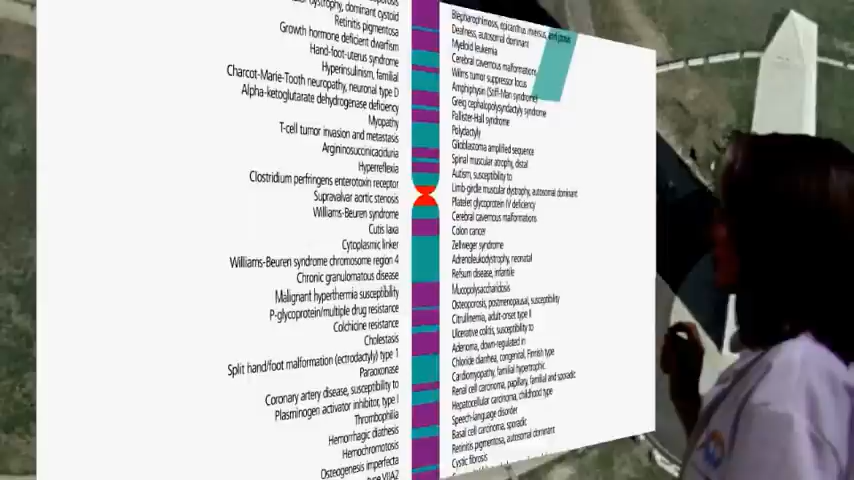 dystrophy, dominant cystoid
Retinitis pigmentosa
Growth hormone deficient dwarfism
Hand-foot-uterus syndrome
Hyperinsulinism, familial
Charcot-Marie-Tooth neuropathy, neuronal type D
Alpha-ketoglutarate dehydrogenase deficiency
Myopathy
T-cell tumor invasion and metastasis
Argininosuccinicaciduria
Hyperreflexia
Clostridium perfringens enterotoxin receptor
Supravalvar aortic stenosis
Williams-Beuren syndrome
Cutis laxa
Cytoplasmic linker
Williams-Beuren syndrome chromosome region 4
Chronic granulomatous disease
Malignant hyperthermia susceptibility
P-glycoprotein/multiple drug resistance
Colchicine resistance
Cholestasis
Split hand/foot malformation (ectrodactyly) type 1
Paraoxonase
Coronary artery disease, susceptibility to
Plasminogen activator inhibitor, type I
Thrombophilia
Hemorrhagic diathesis
Hemochromotosis
Osteogenesis imperfecta
type VIIA2
Blepharophimosis, epicanthus inversus, and ptosis
Deafness, autosomal dominant
Myeloid leukemia
Cerebral cavernous malformations
Wilms tumor suppressor locus
Amphiphysin (Stiff-Man syndrome)
Greig cephalopolysyndactyly syndrome
Pallister-Hall syndrome
Polydactyly
Glioblastoma amplified sequence
Spinal muscular atrophy, distal
Autism, susceptibility to
Limb-girdle muscular dystrophy, autosomal dominant
Platelet glycoprotein IV deficiency
Cerebral cavernous malformations
Colon cancer
Zellweger syndrome
Adrenoleukodystrophy, neonatal
Refsum disease, infantile
Mucopolysaccharidosis
Osteoporosis, postmenopausal, susceptibility
Citrullinemia, adult-onset type II
Ulcerative colitis, susceptibility to
Adenoma, down-regulated in
Chloride diarrhea, congenital, Finnish type
Cardiomyopathy, familial hypertrophic
Renal cell carcinoma, papillary, familial and sporadic
Hepatocellular carcinoma, childhood type
Speech-language disorder
Basal cell carcinoma, sporadic
Retinitis pigmentosa, autosomal dominant
Cystic fibrosis